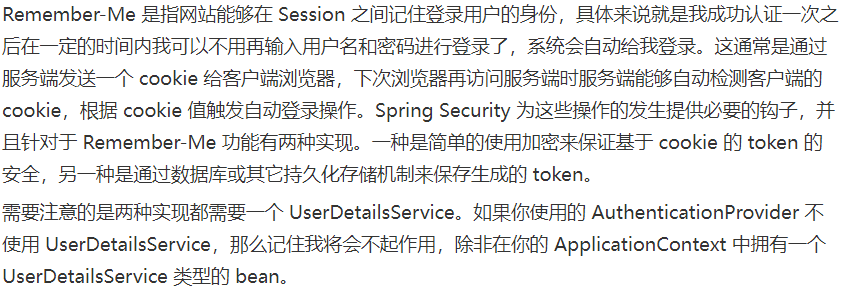 Remember-Me 是指网站能够在 Session 之间记住登录用户的身份，具体来说就是我成功认证一次之
后在一定的时间内我可以不用再输入用户名和密码进行登录了，系统会自动给我登录。这通常是通过
服务端发送一个 cookie 给客户端浏览器，下次浏览器再访问服务端时服务端能够自动检测客户端的
cookie，根据 cookie 值触发自动登录操作。Spring Security 为这些操作的发生提供必要的钩子，并
且针对于 Remember-Me 功能有两种实现。一种是简单的使用加密来保证基于 cookie 的 token 的
安全，另一种是通过数据库或其它持久化存储机制来保存生成的 token。
需要注意的是两种实现都需要一个 UserDetailsService。如果你使用的 AuthenticationProvider 不
使用 UserDetailsService，那么记住我将会不起作用，除非在你的 ApplicationContext 中拥有一个
UserDetailsService 类型的 bean。